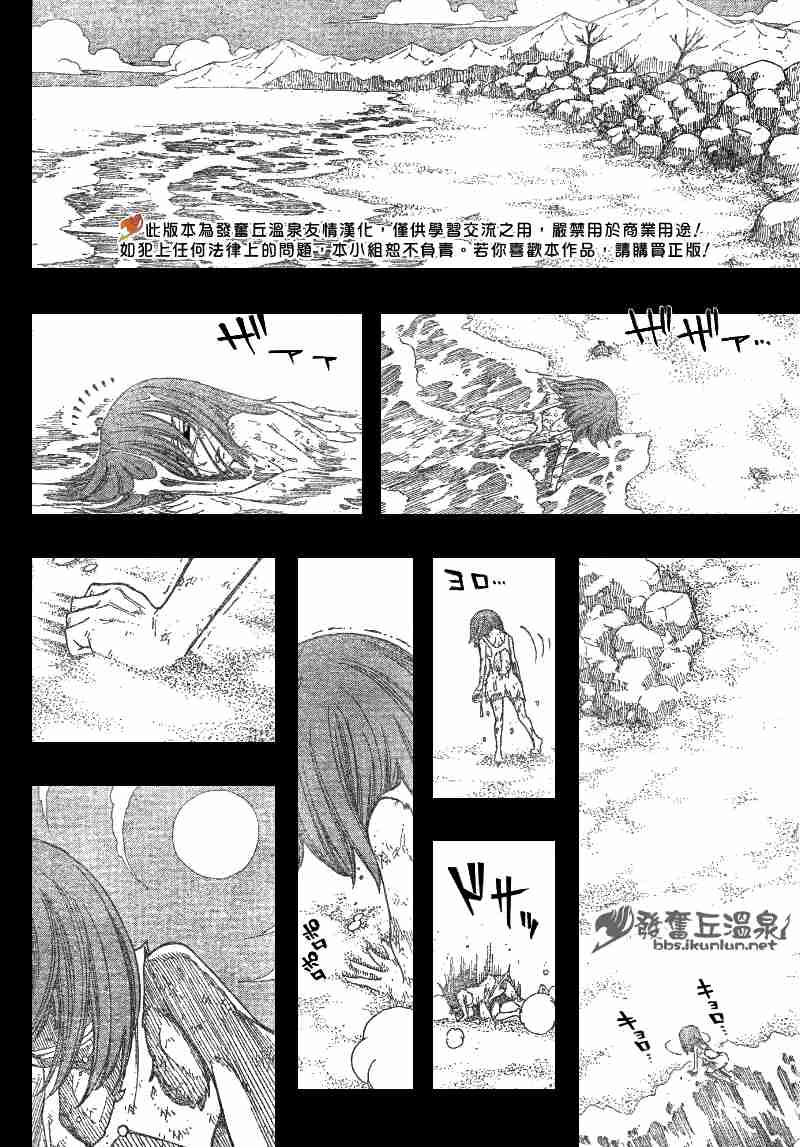 此版本為發奮丘溫泉友情漢化，僅供學習交流之用，嚴禁用於商業用途！
如犯上任何法律上的問題，本小組恕不負責。若你喜歡本作品，請購買正版！
ザザァ…
ザザァァ
ヨロ…
ドサッ
發奮丘溫泉
bbs.ikunlun.net
キョロ…
キョロ…